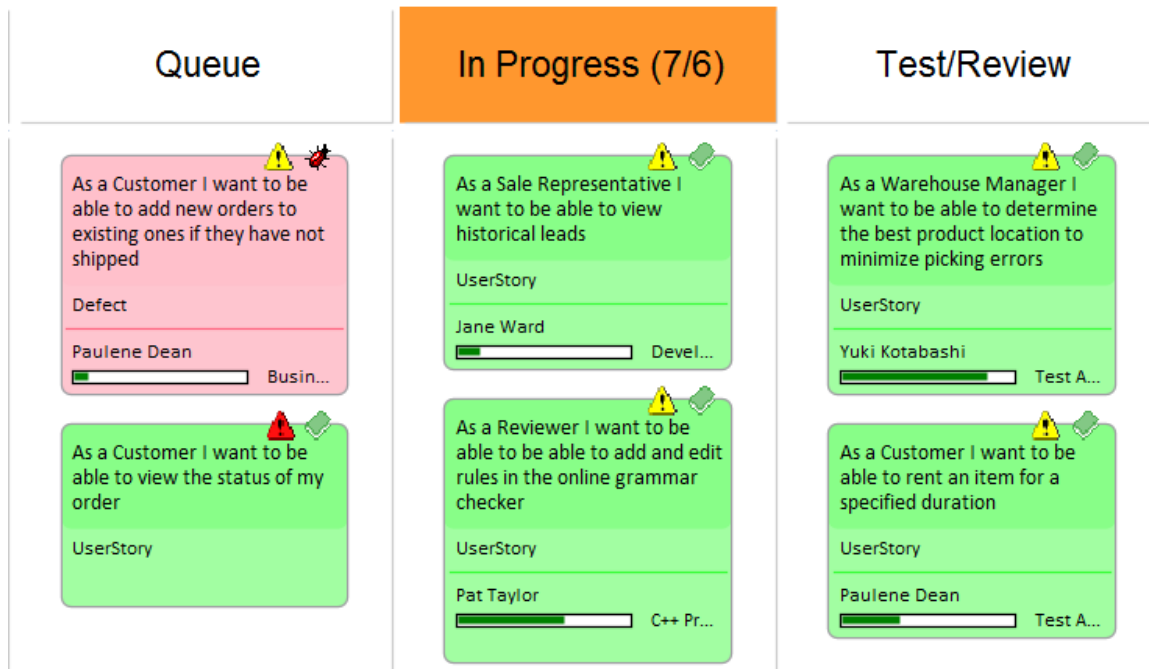 Queue
In Progress (7/6)
Test/Review
As a Customer I want to be
able to add new orders to
existing ones if they have not
shipped
Defect
Paulene Dean
Busin...
As a Customer I want to be
able to view the status of my
order
UserStory
As a Sale Representative I
want to be able to view
historical leads
UserStory
Jane Ward
Devel...
As a Reviewer I want to be
able to be able to add and edit
rules in the online grammar
checker
UserStory
Pat Taylor
C++ Pr...
As a Warehouse Manager I
want to be able to determine
the best product location to
minimize picking errors
UserStory
Yuki Kotabashi
Test A...
As a Customer I want to be
able to rent an item for a
specified duration
UserStory
Paulene Dean
Test A...